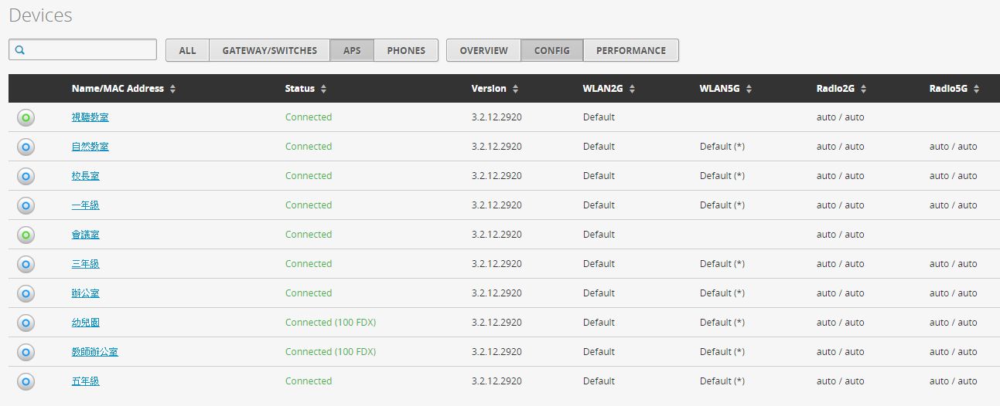 Devices
ALL GATEWAY/SWITCHES APS PHONES OVERVIEW CONFIG PERFORMANCE
Name/MAC Address Status Version WLAN2G WLAN5G Radio2G Radio5G
視聽教室 Connected 3.2.12.2920 Default auto / auto
自然教室 Connected 3.2.12.2920 Default Default (*) auto / auto auto / auto
校長室 Connected 3.2.12.2920 Default Default (*) auto / auto auto / auto
一年級 Connected 3.2.12.2920 Default Default (*) auto / auto auto / auto
會議室 Connected 3.2.12.2920 Default auto / auto
三年級 Connected 3.2.12.2920 Default Default (*) auto / auto auto / auto
辦公室 Connected 3.2.12.2920 Default Default (*) auto / auto auto / auto
幼兒園 Connected (100 FDX) 3.2.12.2920 Default Default (*) auto / auto auto / auto
教師辦公室 Connected (100 FDX) 3.2.12.2920 Default Default (*) auto / auto auto / auto
五年級 Connected 3.2.12.2920 Default Default (*) auto / auto auto / auto